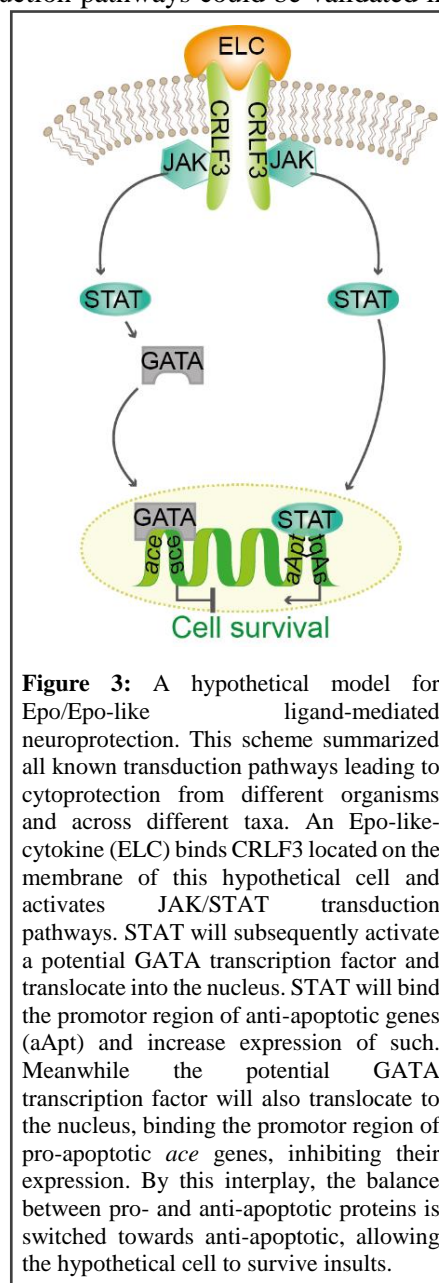 pathways could be validated
ELC
CRLF3 CRLF3
JAK JAK
STAT STAT
GATA
GATA STAT
ace ace aApt aApt
Cell survival
Figure 3: A hypothetical model for
Epo/Epo-like ligand-mediated
neuroprotection. This scheme summarized
all known transduction pathways leading to
cytoprotection from different organisms
and across different taxa. An Epo-like-
cytokine (ELC) binds CRLF3 located on the
membrane of this hypothetical cell and
activates JAK/STAT transduction
pathways. STAT will subsequently activate
a potential GATA transcription factor and
translocate into the nucleus. STAT will bind
the promotor region of anti-apoptotic genes
(aApt) and increase expression of such.
Meanwhile the potential GATA
transcription factor will also translocate to
the nucleus, binding the promotor region of
pro-apoptotic ace genes, inhibiting their
expression. By this interplay, the balance
between pro- and anti-apoptotic proteins is
switched towards anti-apoptotic, allowing
the hypothetical cell to survive insults.